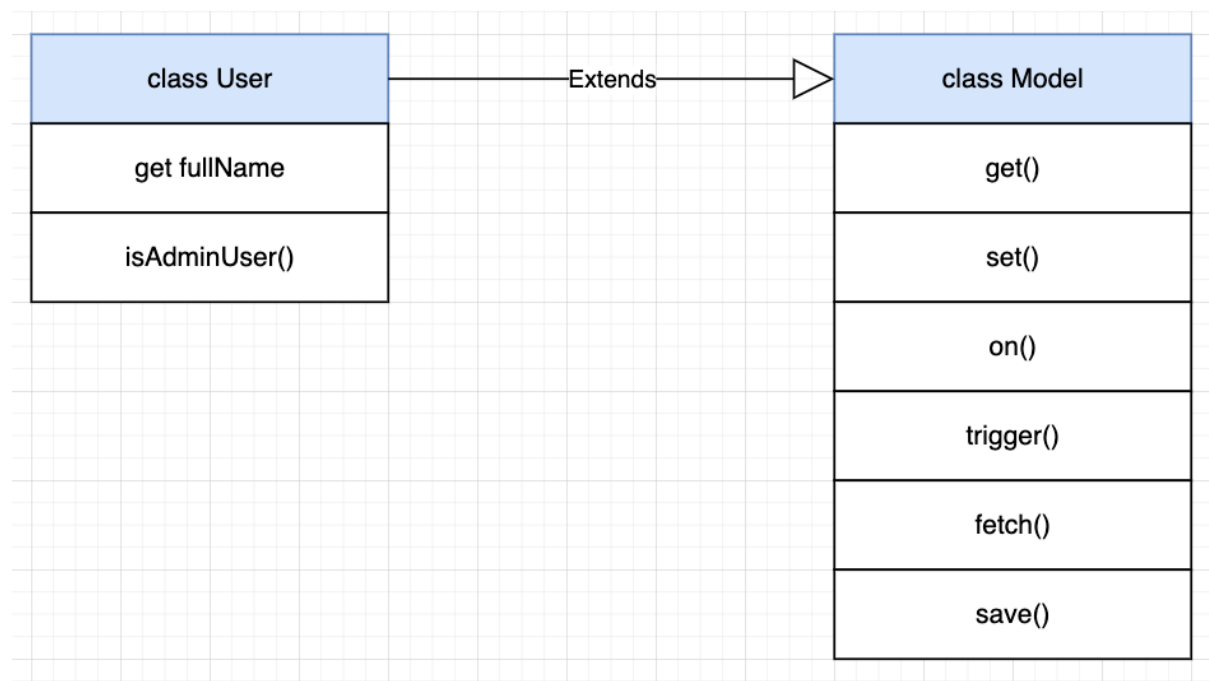 class User
Extends
class Model
get fullName
isAdminUser()
get()
set()
on()
trigger()
fetch()
save()